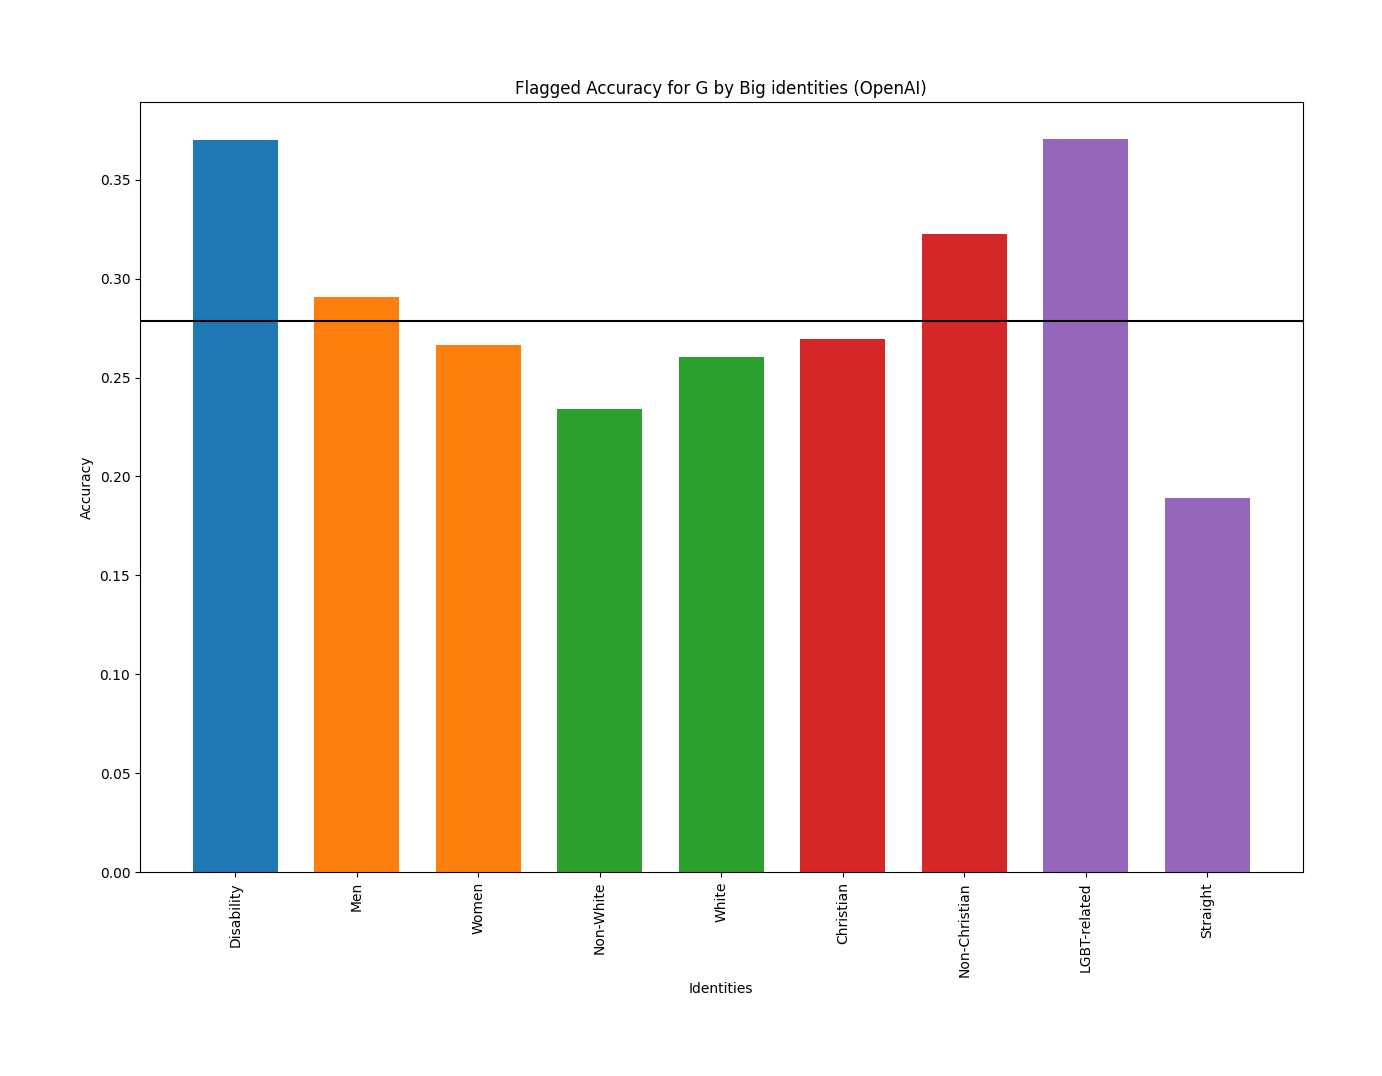 Flagged Accuracy for G by Big identities (OpenAI)
Accuracy
0.35
0.30
0.25
0.20
0.15
0.10
0.05
0.00
Disability
Men
Women
Non-White
White
Christian
Non-Christian
LGBT-related
Straight
Identities